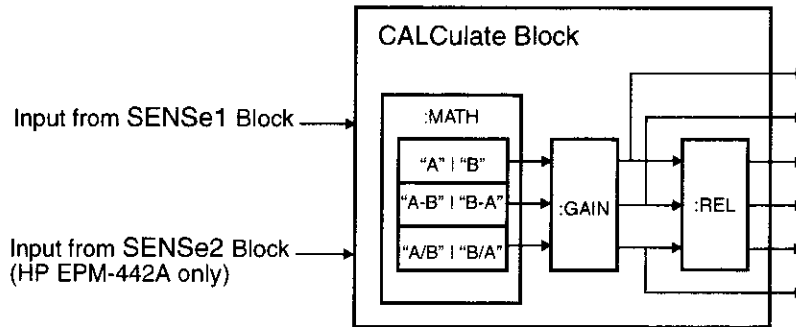 CALCulate Block
Input from SENSe1 Block
:MATH
"A" | "B"
"A-B" | "B-A"
"A/B" | "B/A"
:GAIN
:REL
Input from SENSe2 Block
(HP EPM-442A only)